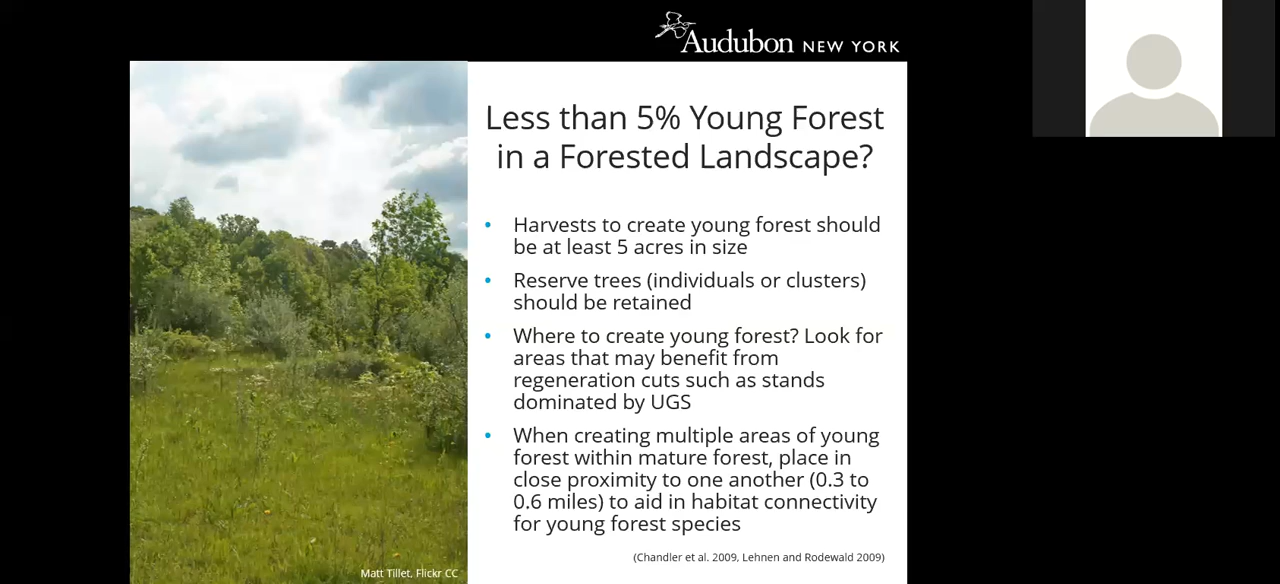 Audubon NEW YORK
Less than 5% Young Forest
in a Forested Landscape?
• Harvests to create young forest should
be at least 5 acres in size
• Reserve trees (individuals or clusters)
should be retained
• Where to create young forest? Look for
areas that may benefit from
regeneration cuts such as stands
dominated by UGS
• When creating multiple areas of young
forest within mature forest, place in
close proximity to one another (0.3 to
0.6 miles) to aid in habitat connectivity
for young forest species
(Chandler et al. 2009, Lehnen and Rodewald 2009)
Matt Tillet, Flickr CC